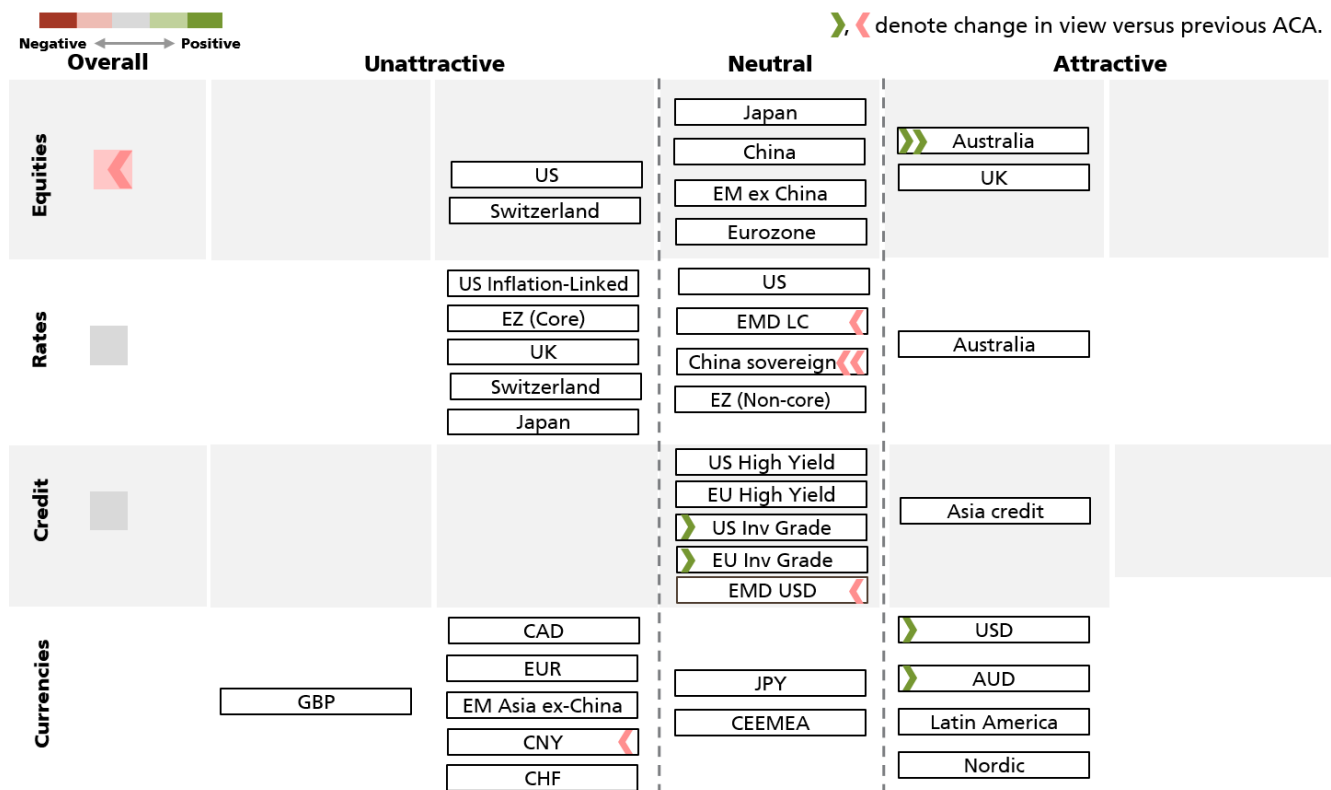 Negative Positive
, denote change in view versus previous ACA.
Overall Unattractive Neutral Attractive
Equities
US
Switzerland
Japan
China
EM ex China
Eurozone
Australia
UK
Rates
US Inflation-Linked
EZ (Core)
UK
Switzerland
Japan
US
EMD LC
China sovereign
EZ (Non-core)
Australia
Credit
US High Yield
EU High Yield
US Inv Grade
EU Inv Grade
EMD USD
Asia credit
Currencies
GBP
CAD
EUR
EM Asia ex-China
CNY
CHF
JPY
CEEMEA
USD
AUD
Latin America
Nordic